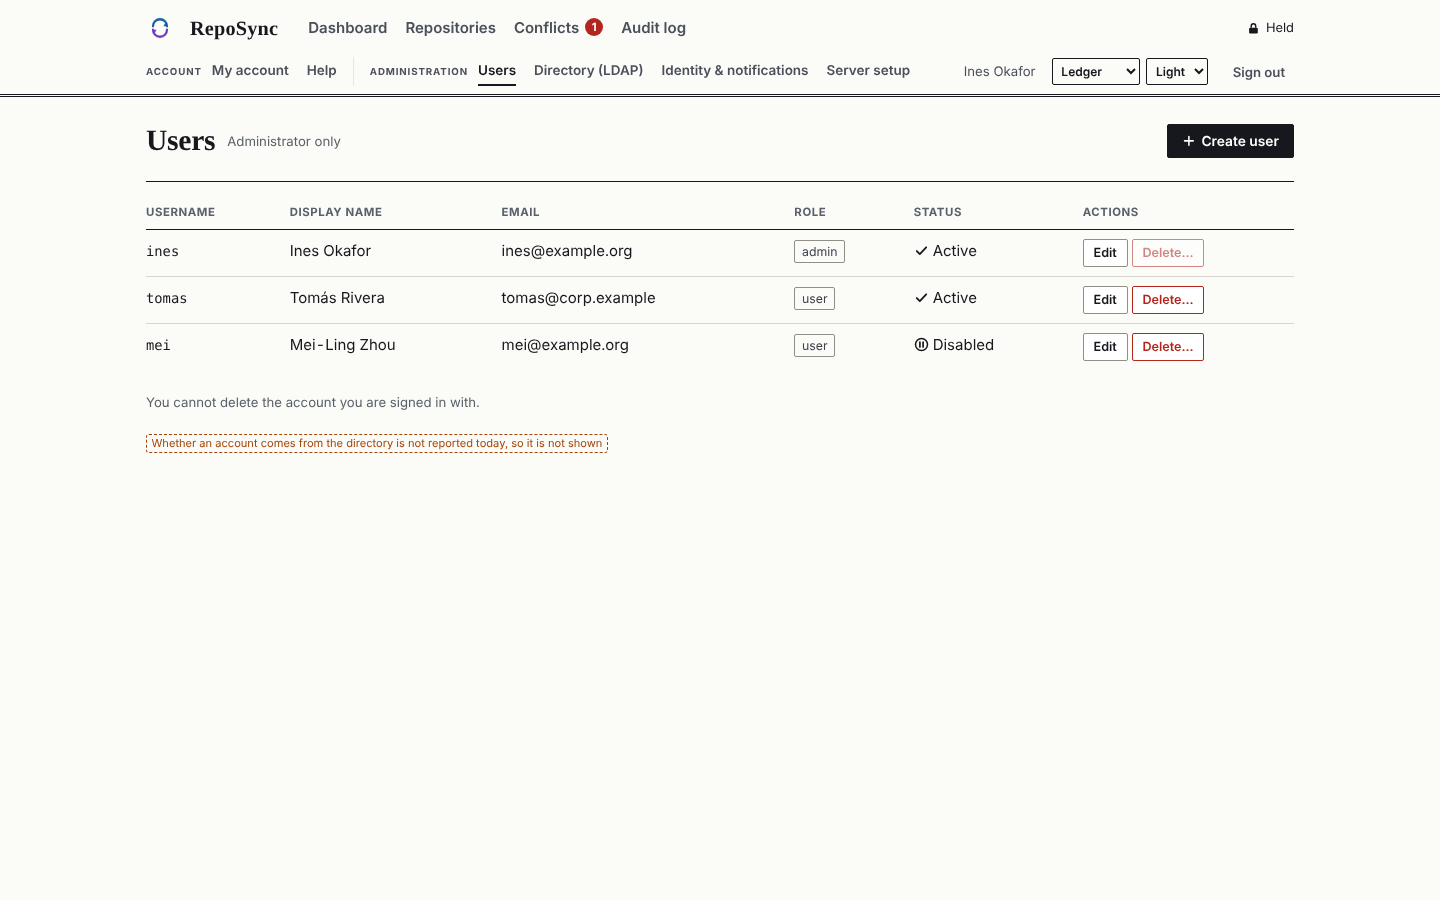 RepoSync Dashboard Repositories Conflicts 1 Audit log Held
ACCOUNT My account Help ADMINISTRATION Users Directory (LDAP) Identity & notifications Server setup Ines Okafor Ledger Light Sign out
Users Administrator only + Create user
USERNAME DISPLAY NAME EMAIL ROLE STATUS ACTIONS
ines Ines Okafor ines@example.org admin Active Edit Delete...
tomas Tomás Rivera tomas@corp.example user Active Edit Delete...
mei Mei-Ling Zhou mei@example.org user Disabled Edit Delete...
You cannot delete the account you are signed in with.
Whether an account comes from the directory is not reported today, so it is not shown